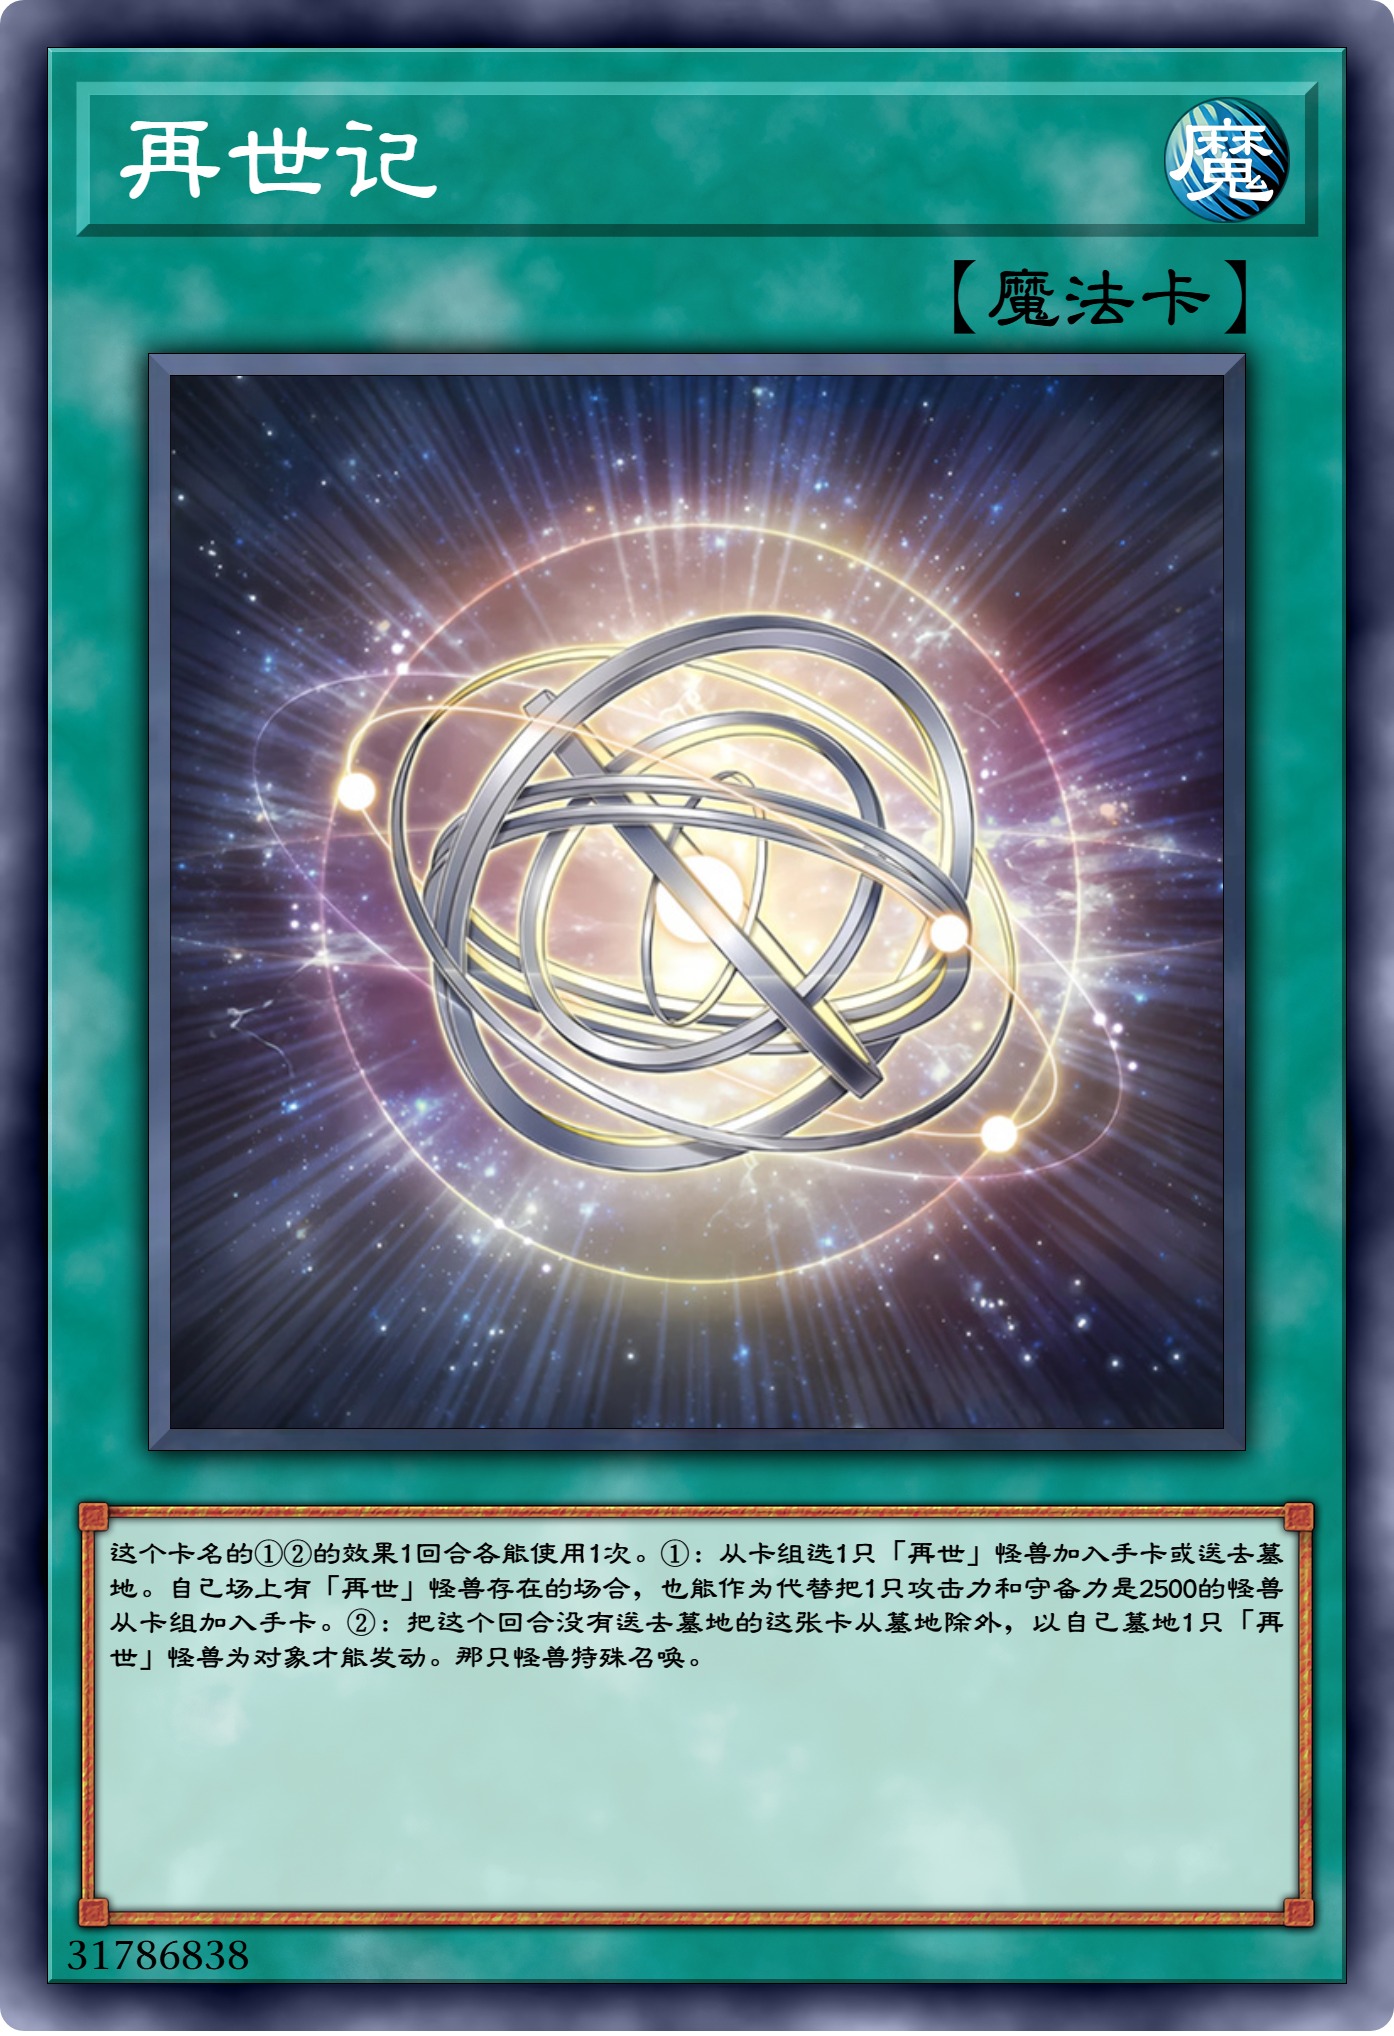 再世记
魔
【魔法卡】
这个卡名的①②的效果1回合各能使用1次。①：从卡组选1只「再世」怪兽加入手卡或送去墓
地。自己场上有「再世」怪兽存在的场合，也能作为代替把1只攻击力和守备力是2500的怪兽
从卡组加入手卡。②：把这个回合没有送去墓地的这张卡从墓地除外，以自己墓地1只「再
世」怪兽为对象才能发动。那只怪兽特殊召唤。
31786838